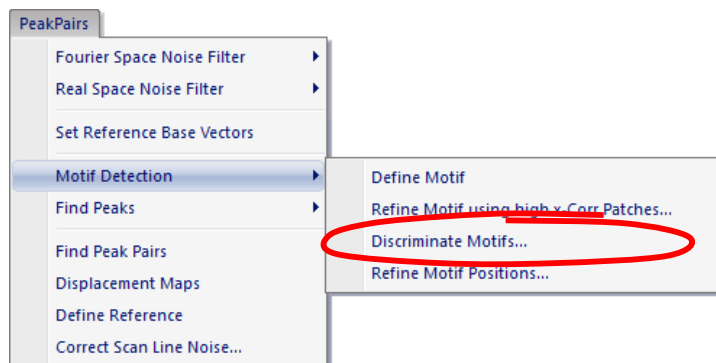 PeakPairs
Fourier Space Noise Filter
Real Space Noise Filter
Set Reference Base Vectors
Motif Detection
Find Peaks
Find Peak Pairs
Displacement Maps
Define Reference
Correct Scan Line Noise...
Define Motif
Refine Motif using high x-Corr Patches...
Discriminate Motifs...
Refine Motif Positions...